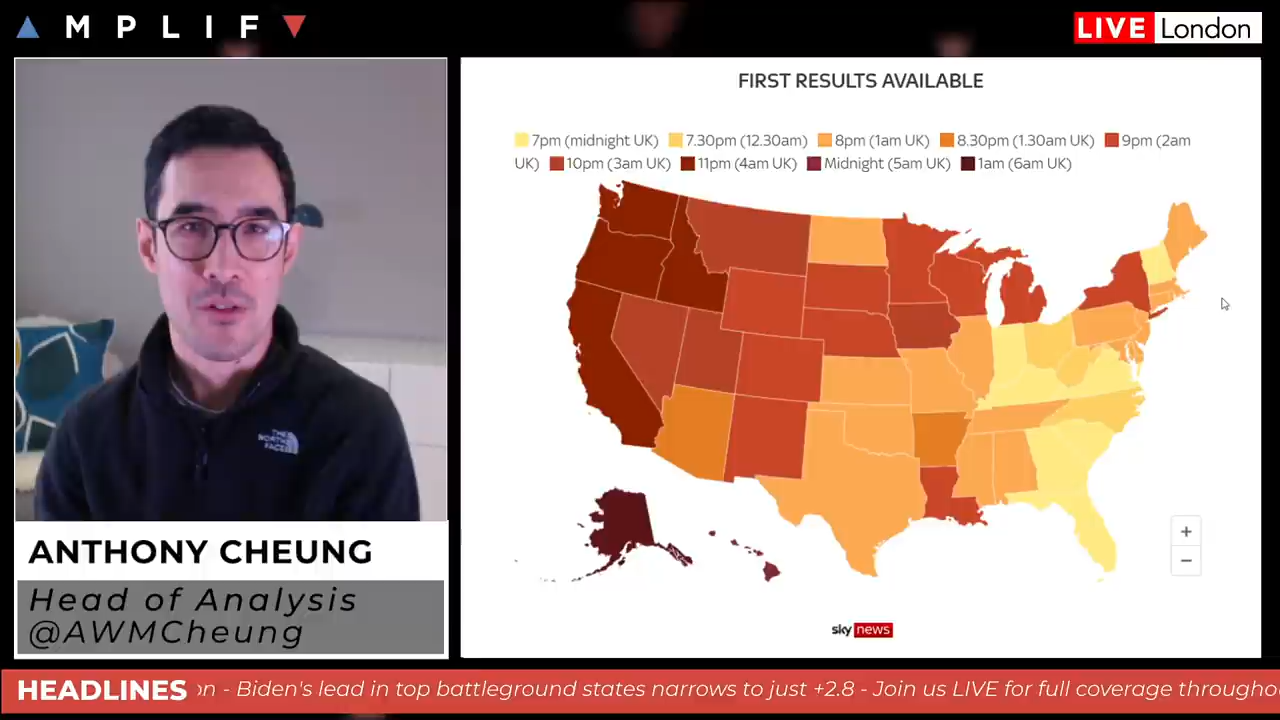 ▲ M P L I F ▼
LIVE London
FIRST RESULTS AVAILABLE
7pm (midnight UK) 7.30pm (12.30am) 8pm (1am UK) 8.30pm (1.30am UK) 9pm (2am
UK) 10pm (3am UK) 11pm (4am UK) Midnight (5am UK) 1am (6am UK)
THE
NORTH
FACE
+
−
sky news
ANTHONY CHEUNG
Head of Analysis
@AWMCheung
HEADLINES on - Biden's lead in top battleground states narrows to just +2.8 - Join us LIVE for full coverage througho